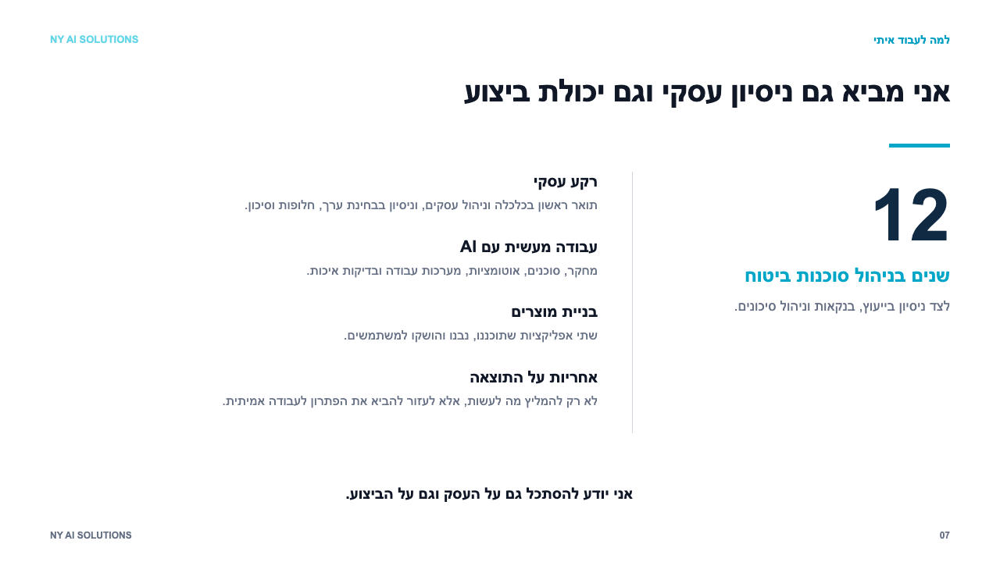 למה לעבוד איתי
NY AI SOLUTIONS
אני מביא גם ניסיון עסקי וגם יכולת ביצוע
12
שנים בניהול סוכנות ביטוח
לצד ניסיון בייעוץ, בנקאות וניהול סיכונים.
רקע עסקי
תואר ראשון בכלכלה וניהול עסקים, וניסיון בבחינת ערך, חלופות וסיכון.
עבודה מעשית עם AI
מחקר, סוכנים, אוטומציות, מערכות עבודה ובדיקות איכות.
בניית מוצרים
שתי אפליקציות שתוכננו, נבנו והושקו למשתמשים.
אחריות על התוצאה
לא רק להמליץ מה לעשות, אלא לעזור להביא את הפתרון לעבודה אמיתית.
אני יודע להסתכל גם על העסק וגם על הביצוע.
07
NY AI SOLUTIONS